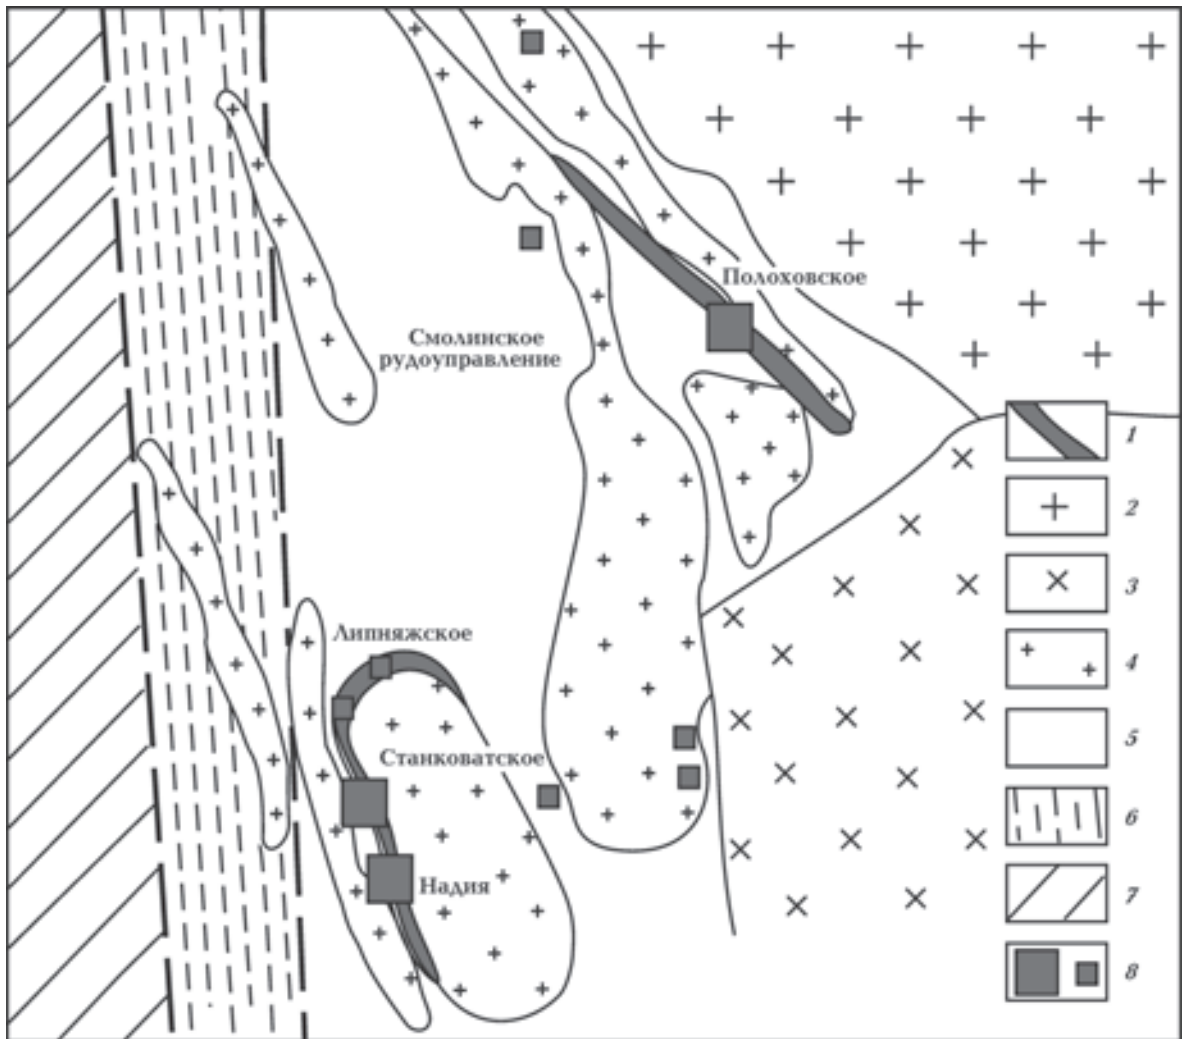 Полоховское
Смолинское
рудоуправление
Липняжское
Станковатское
Надия
1
2
3
4
5
6
7
8